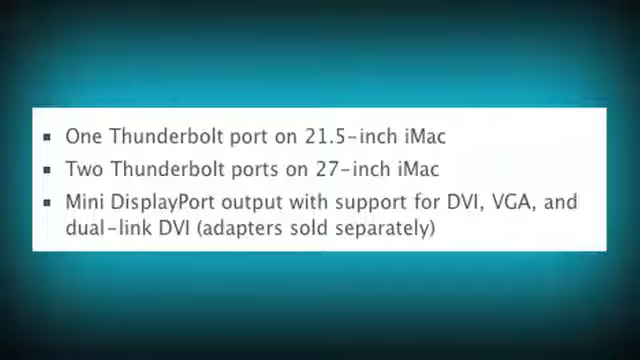 ▪ One Thunderbolt port on 21.5-inch iMac
▪ Two Thunderbolt ports on 27-inch iMac
▪ Mini DisplayPort output with support for DVI, VGA, and
dual-link DVI (adapters sold separately)